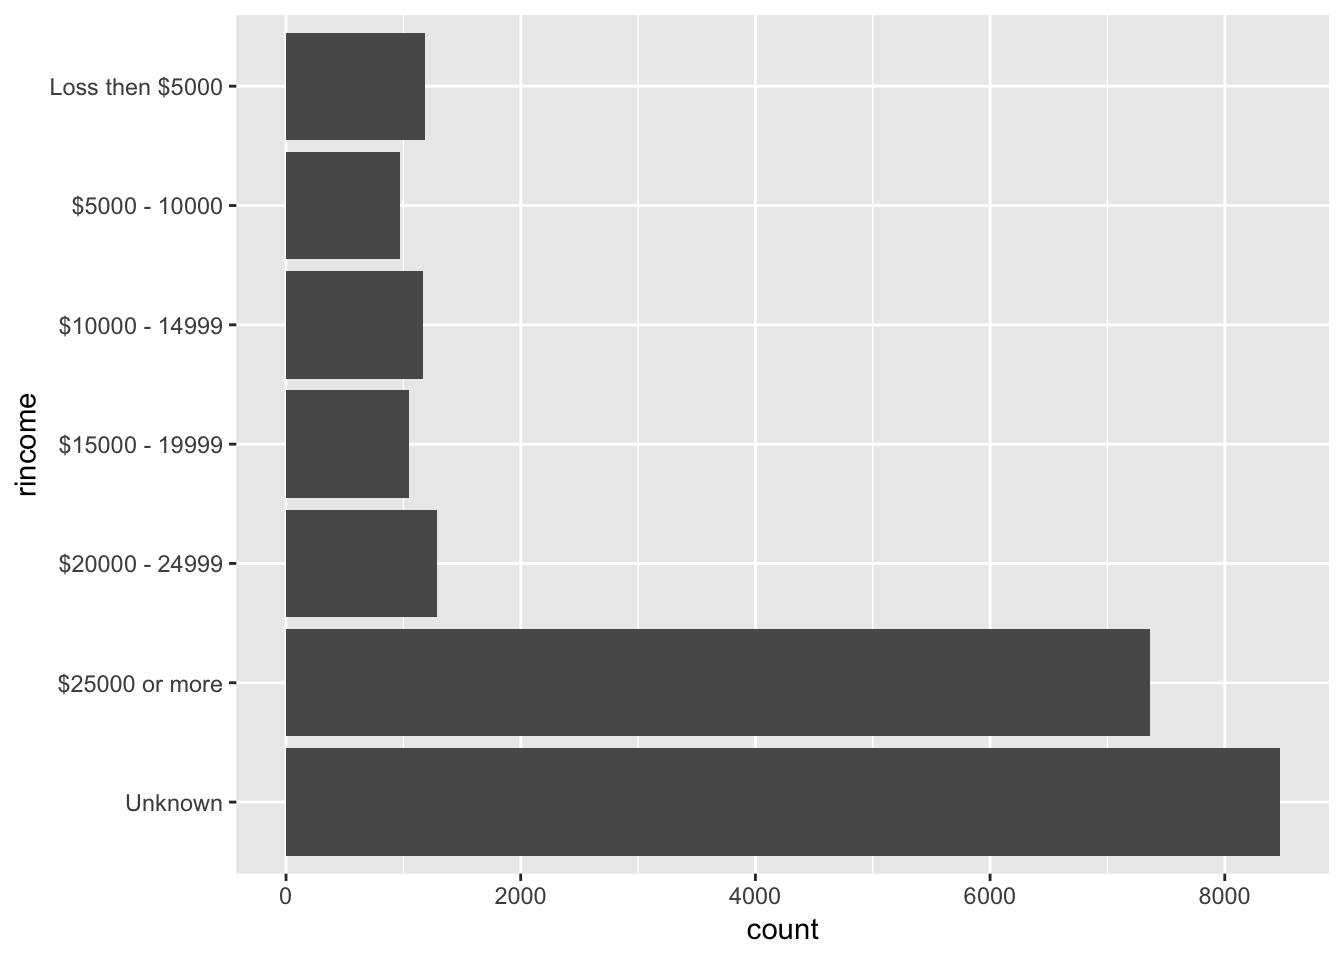 Loss then $5000
$5000 - 10000
$10000 - 14999
$15000 - 19999
$20000 - 24999
$25000 or more
Unknown
rincome
0 2000 4000 6000 8000
count